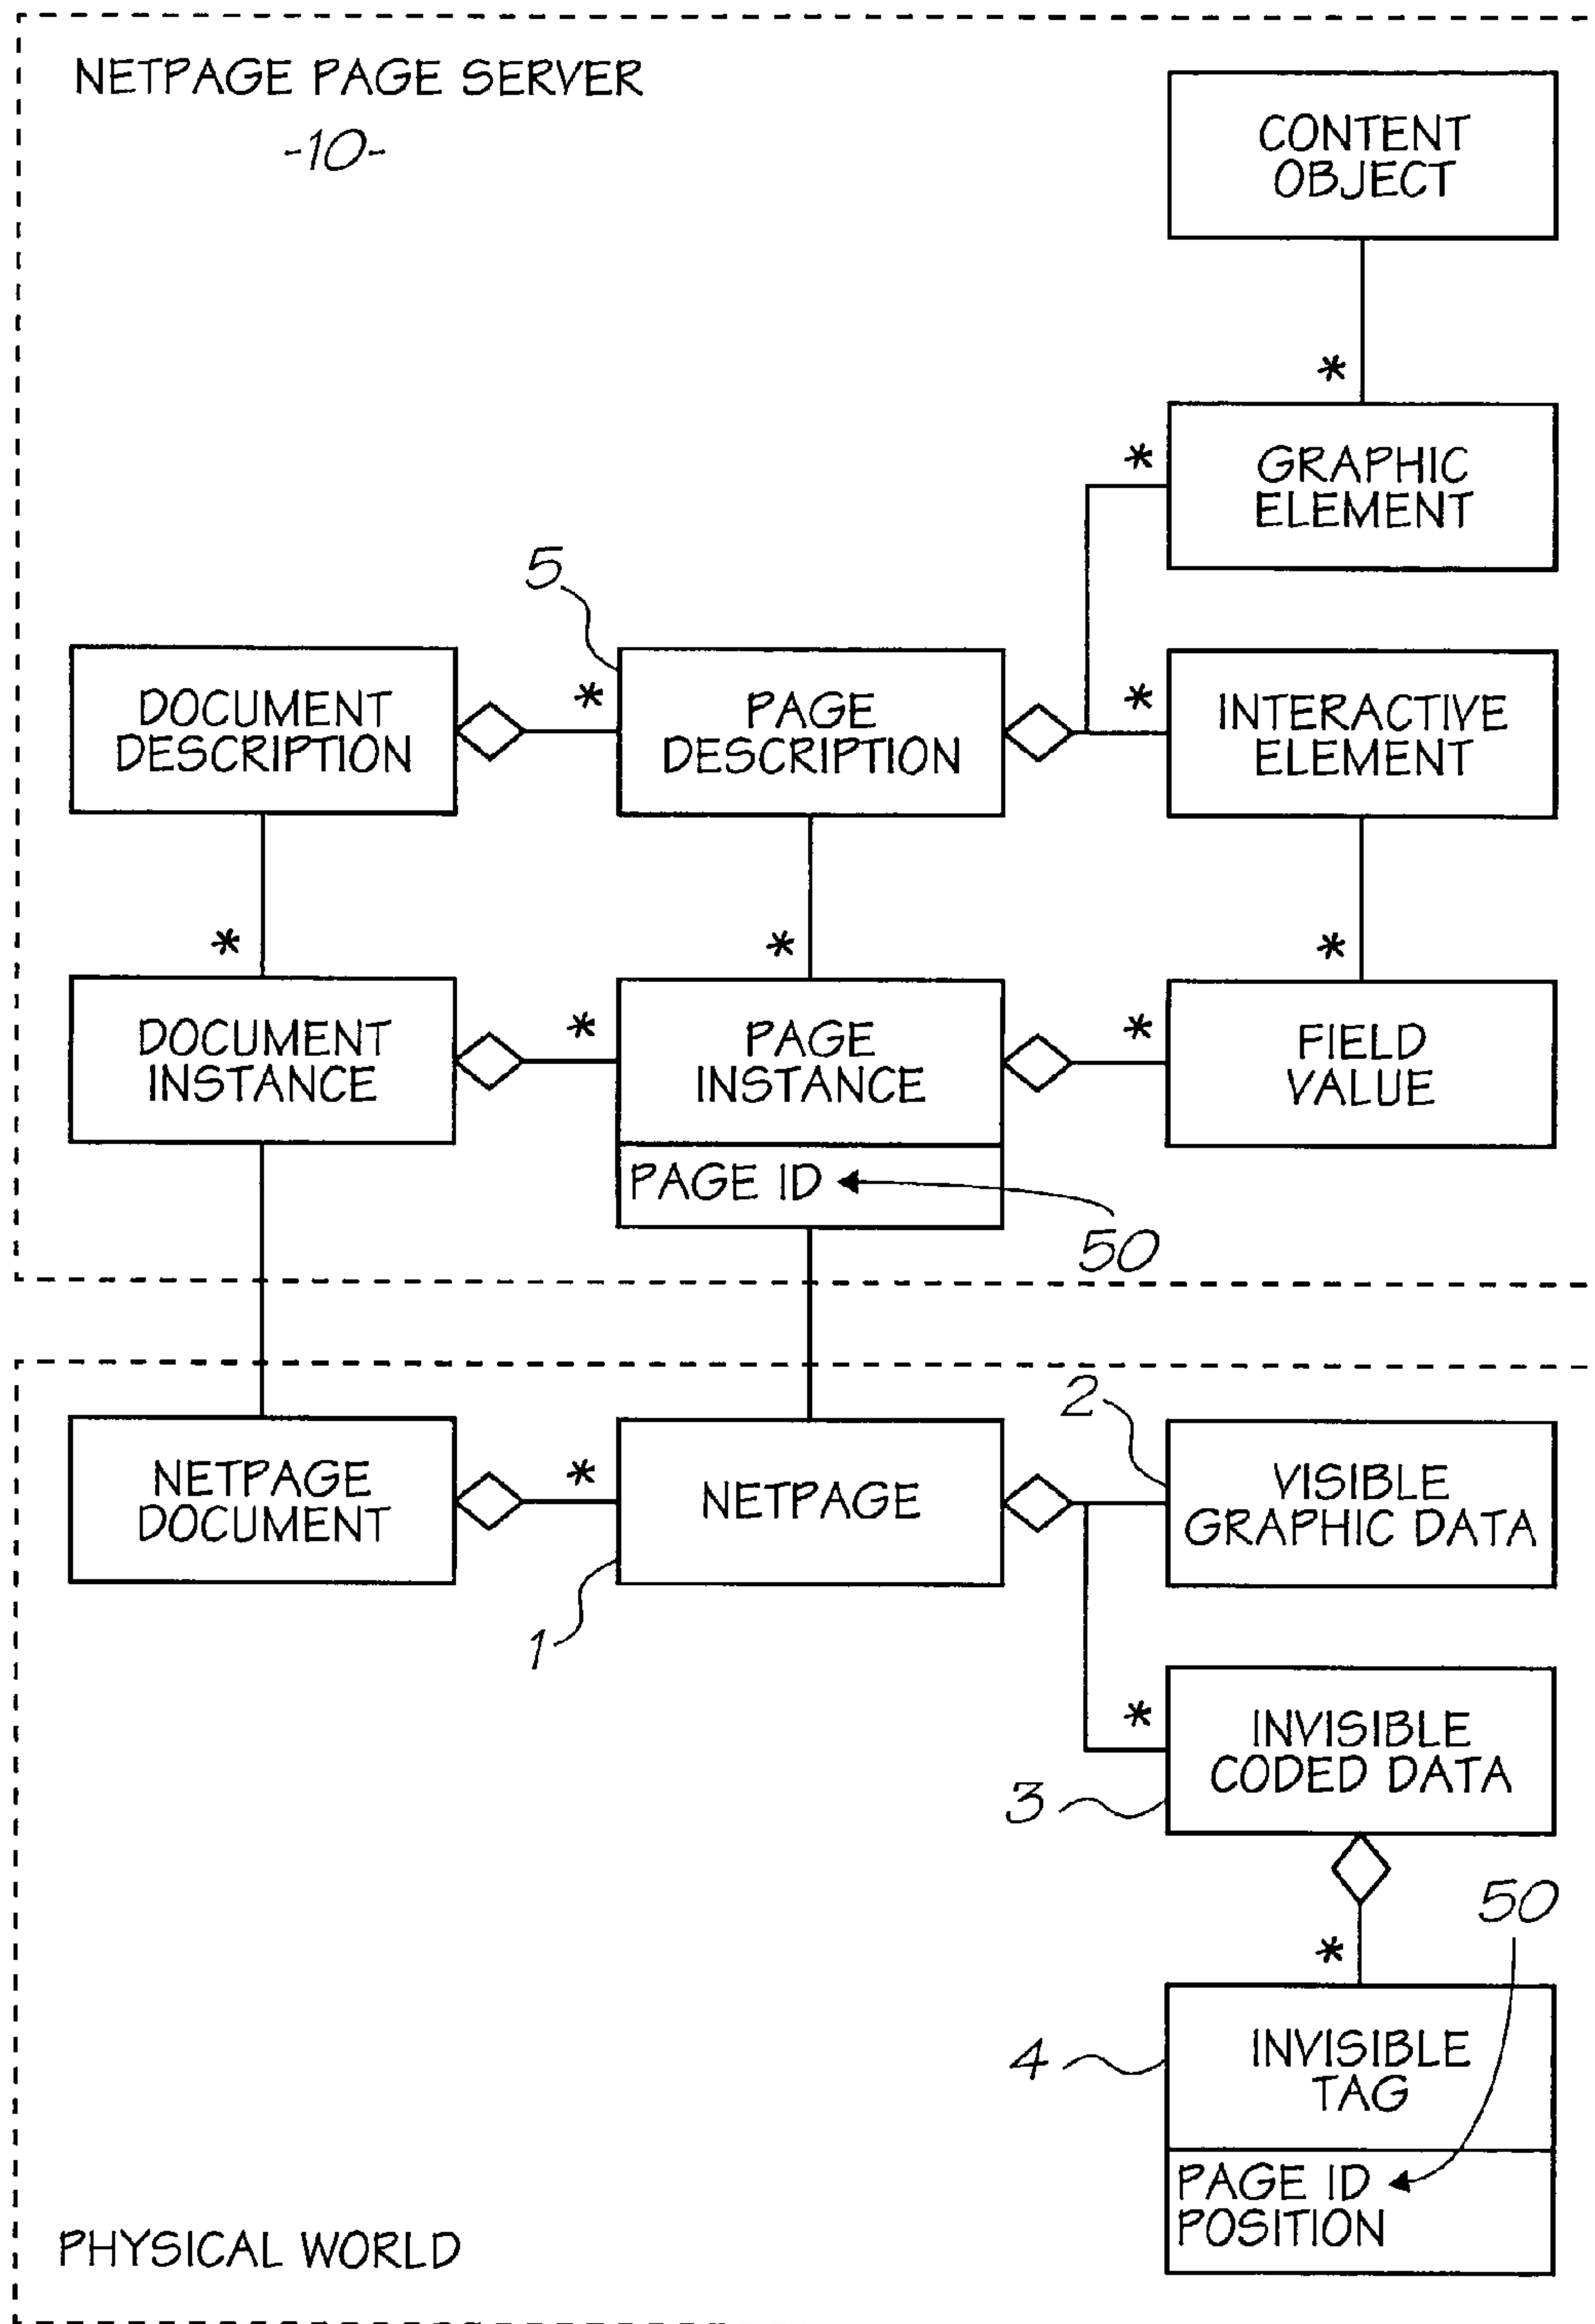 NETPAGE PAGE SERVER
-10-
CONTENT
OBJECT
*
*
GRAPHIC
ELEMENT
5
DOCUMENT
DESCRIPTION
*
PAGE
DESCRIPTION
*
INTERACTIVE
ELEMENT
*
*
*
DOCUMENT
INSTANCE
*
PAGE
INSTANCE
*
FIELD
VALUE
PAGE ID
50
2
NETPAGE
DOCUMENT
*
NETPAGE
VISIBLE
GRAPHIC DATA
1
*
INVISIBLE
CODED DATA
3
50
*
4
INVISIBLE
TAG
PAGE ID
POSITION
PHYSICAL WORLD